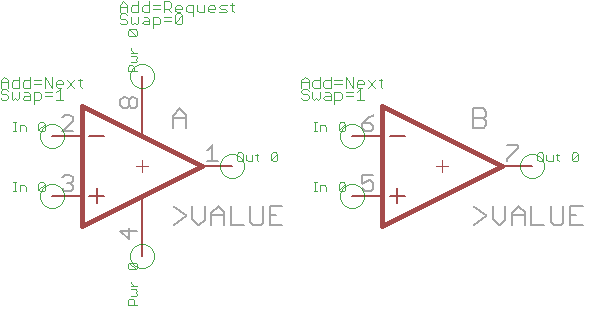 Add=Request
Swap=0
Pwr 0
Add=Next
Swap=1
8
A
In 0
2
1
Out 0
In 0
3
4
>VALUE
Pwr 0
Add=Next
Swap=1
B
In 0
6
7
Out 0
In 0
5
>VALUE